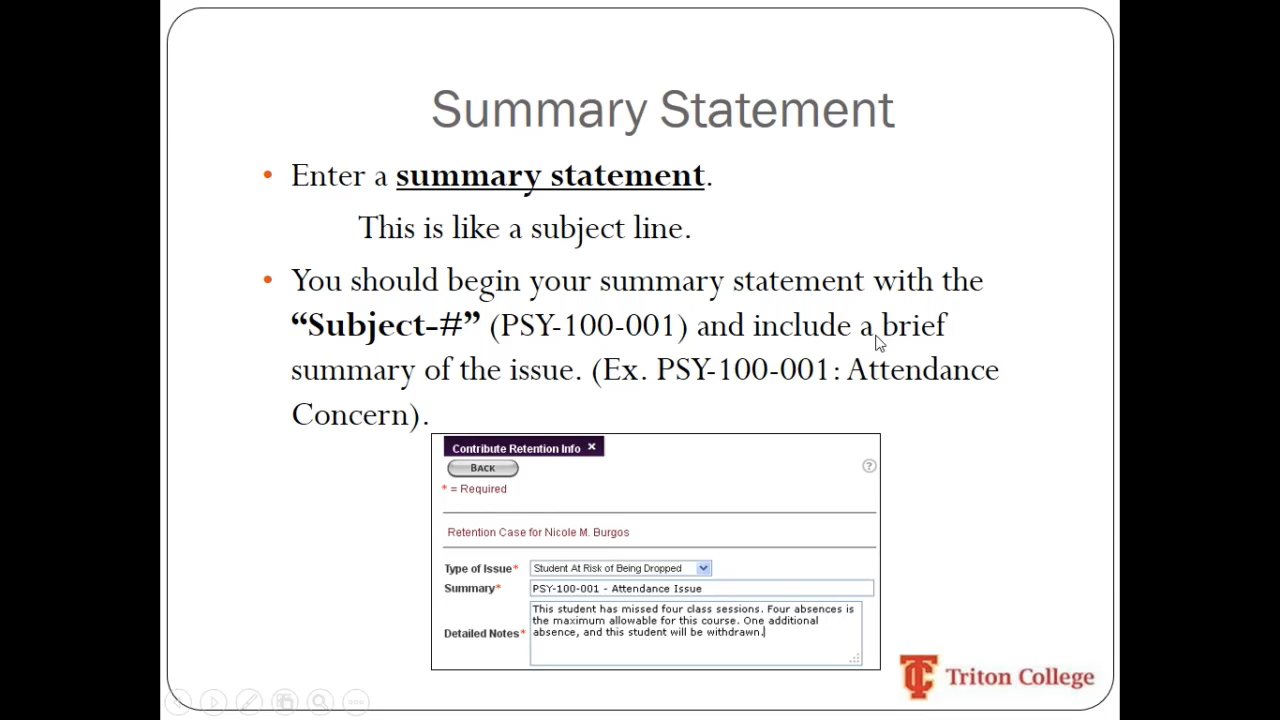 Summary Statement
• Enter a summary statement.
This is like a subject line.
• You should begin your summary statement with the
“Subject-#” (PSY-100-001) and include a brief
summary of the issue. (Ex. PSY-100-001: Attendance
Concern).
Contribute Retention Info ×
BACK
?
* = Required
Retention Case for Nicole M. Burgos
Type of Issue* Student At Risk of Being Dropped
Summary* PSY-100-001 - Attendance Issue
This student has missed four class sessions. Four absences is
the maximum allowable for this course. One additional
absence, and this student will be withdrawn.
Detailed Notes*
TC Triton College